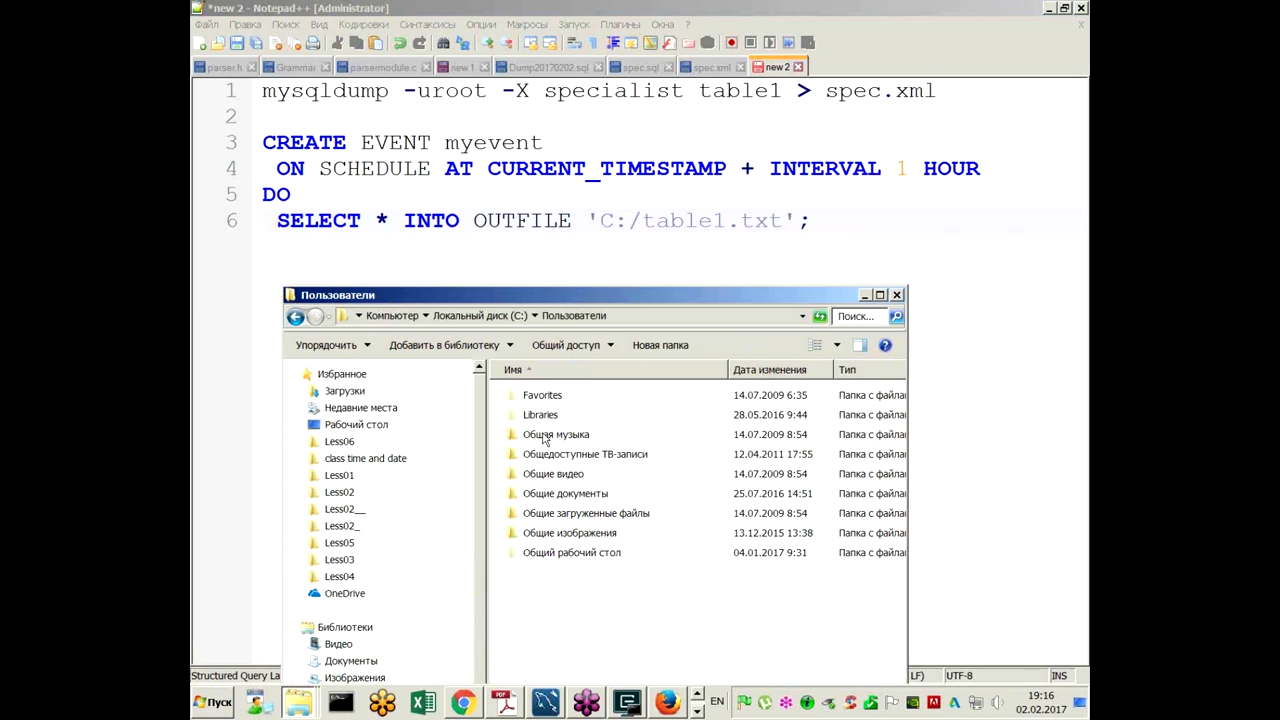 *new 2 - Notepad++ [Administrator]
Файл Правка Поиск Вид Кодировки Синтаксисы Опции Макросы Запуск Плагины Окна ?
parser.h Grammar parsermodule.c new 1 Dump20170202.sql spec.sql spec.xml new 2
1 mysqldump -uroot -X specialist table1 > spec.xml
2
3 CREATE EVENT myevent
4 ON SCHEDULE AT CURRENT_TIMESTAMP + INTERVAL 1 HOUR
5 DO
6 SELECT * INTO OUTFILE 'C:/table1.txt';
Пользователи
Компьютер Локальный диск (C:) Пользователи Поиск...
Упорядочить Добавить в библиотеку Общий доступ Новая папка
Избранное
Загрузки
Недавние места
Рабочий стол
Less06
class time and date
Less01
Less02
Less02__
Less02_
Less05
Less03
Less04
OneDrive
Библиотеки
Видео
Документы
Изображения
Имя Дата изменения Тип
Favorites 14.07.2009 6:35 Папка с файла
Libraries 28.05.2016 9:44 Папка с файла
Общая музыка 14.07.2009 8:54 Папка с файла
Общедоступные ТВ-записи 12.04.2011 17:55 Папка с файла
Общие видео 14.07.2009 8:54 Папка с файла
Общие документы 25.07.2016 14:51 Папка с файла
Общие загруженные файлы 14.07.2009 8:54 Папка с файла
Общие изображения 13.12.2015 13:38 Папка с файла
Общий рабочий стол 04.01.2017 9:31 Папка с файла
Structured Query La LF) UTF-8 INS
Пуск EN 19:16
02.02.2017